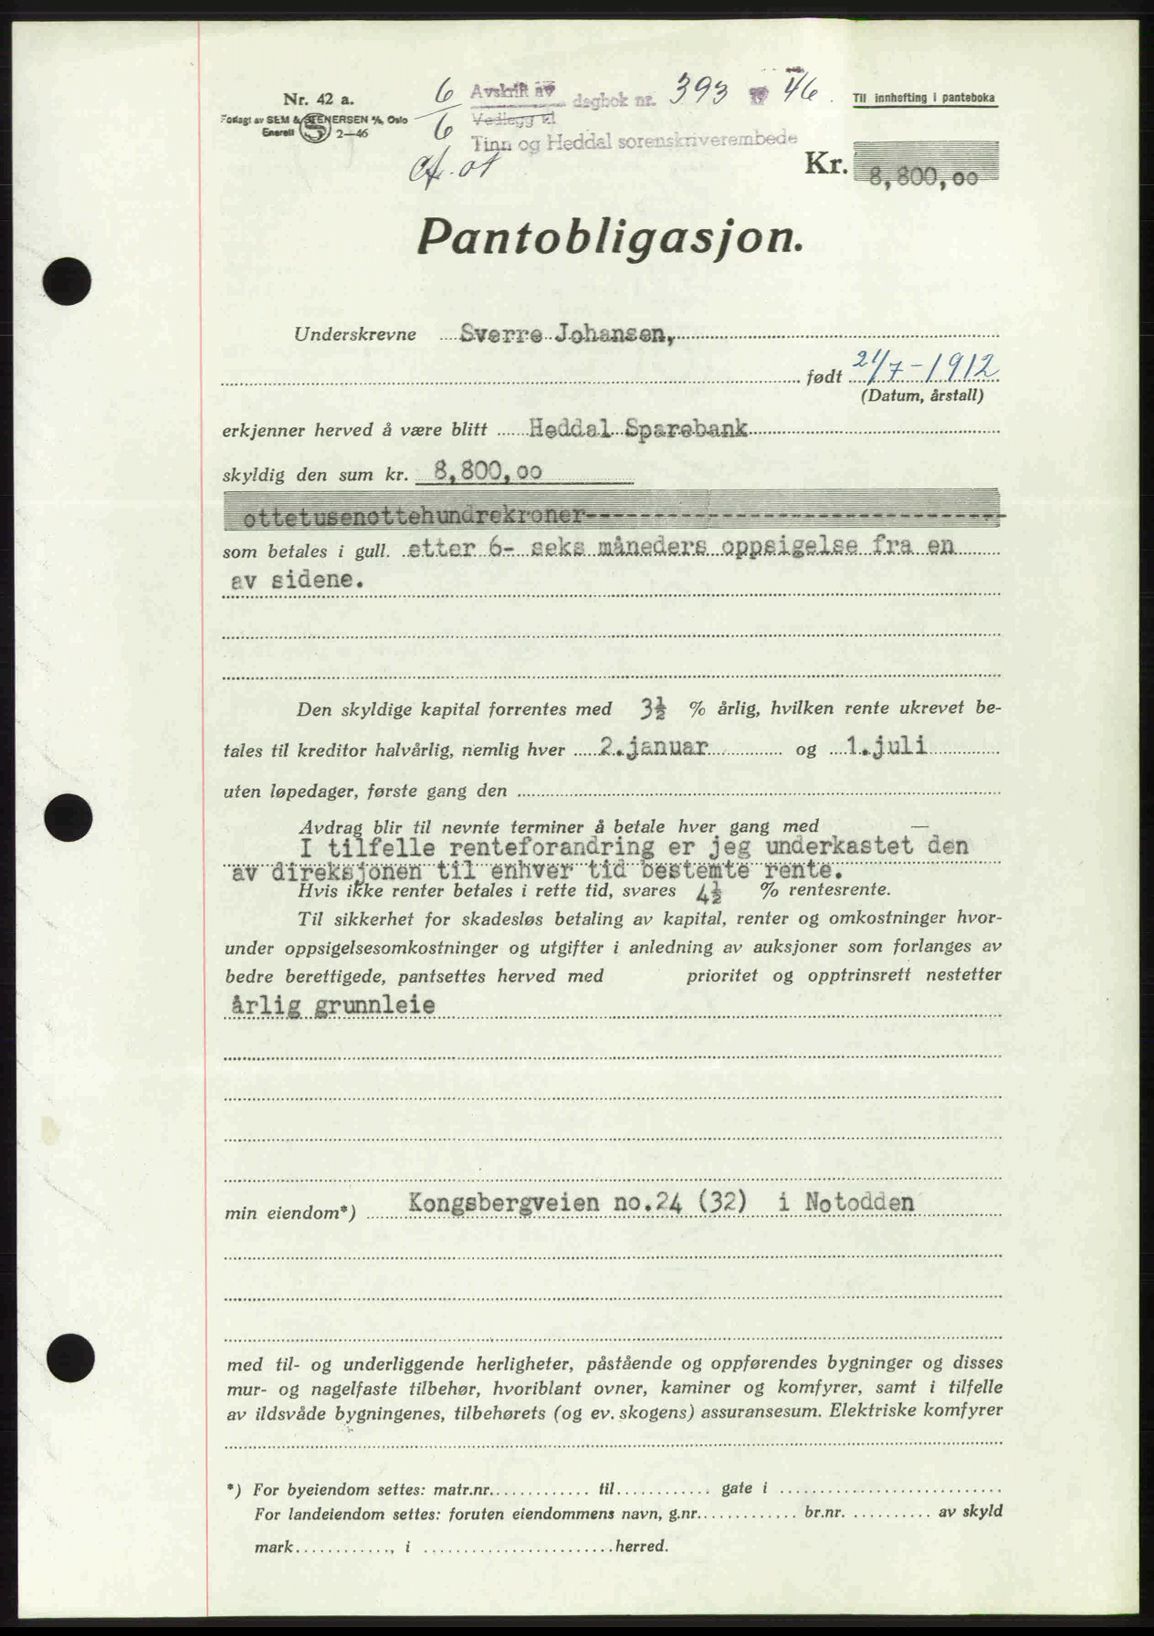 Nr. 42 a.
Forlagt av SEM & STENERSEN A/S, Oslo
Enerett 2—46
6/6
Avskrift av dagbok nr. 393 19 46.
Vedlegg til
Tinn og Heddal sorenskriverembede
Til innhefting i panteboka
Kr. 8,800,oo
Pantobligasjon.
Underskrevne Sverre Johansen,
født 21/7-1912
(Datum, årstall)
erkjenner herved å være blitt Heddal Sparebank
skyldig den sum kr. 8,800,oo
ottetusenottehundrekroner-----------------------------
som betales i gull. etter 6- seks måneders oppsigelse fra en
av sidene.
Den skyldige kapital forrentes med 3½ % årlig, hvilken rente ukrevet be-
tales til kreditor halvårlig, nemlig hver 2.januar og 1.juli
uten løpedager, første gang den
Avdrag blir til nevnte terminer å betale hver gang med —
I tilfelle renteforandring er jeg underkastet den
av direksjonen til enhver tid bestemte rente.
Hvis ikke renter betales i rette tid, svares 4½ % rentesrente.
Til sikkerhet for skadesløs betaling av kapital, renter og omkostninger hvor-
under oppsigelsesomkostninger og utgifter i anledning av auksjoner som forlanges av
bedre berettigede, pantsettes herved med prioritet og opptrinsrett nestetter
årlig grunnleie
min eiendom*) Kongsbergveien no.24 (32) i Notodden
med til- og underliggende herligheter, påstående og oppførendes bygninger og disses
mur- og nagelfaste tilbehør, hvoriblant ovner, kaminer og komfyrer, samt i tilfelle
av ildsvåde bygningenes, tilbehørets (og ev. skogens) assuransesum. Elektriske komfyrer
*) For byeiendom settes: matr.nr............. til............ gate i ............................
For landeiendom settes: foruten eiendommens navn, g.nr............. br.nr. .......... av skyld
mark............, i ........................herred.